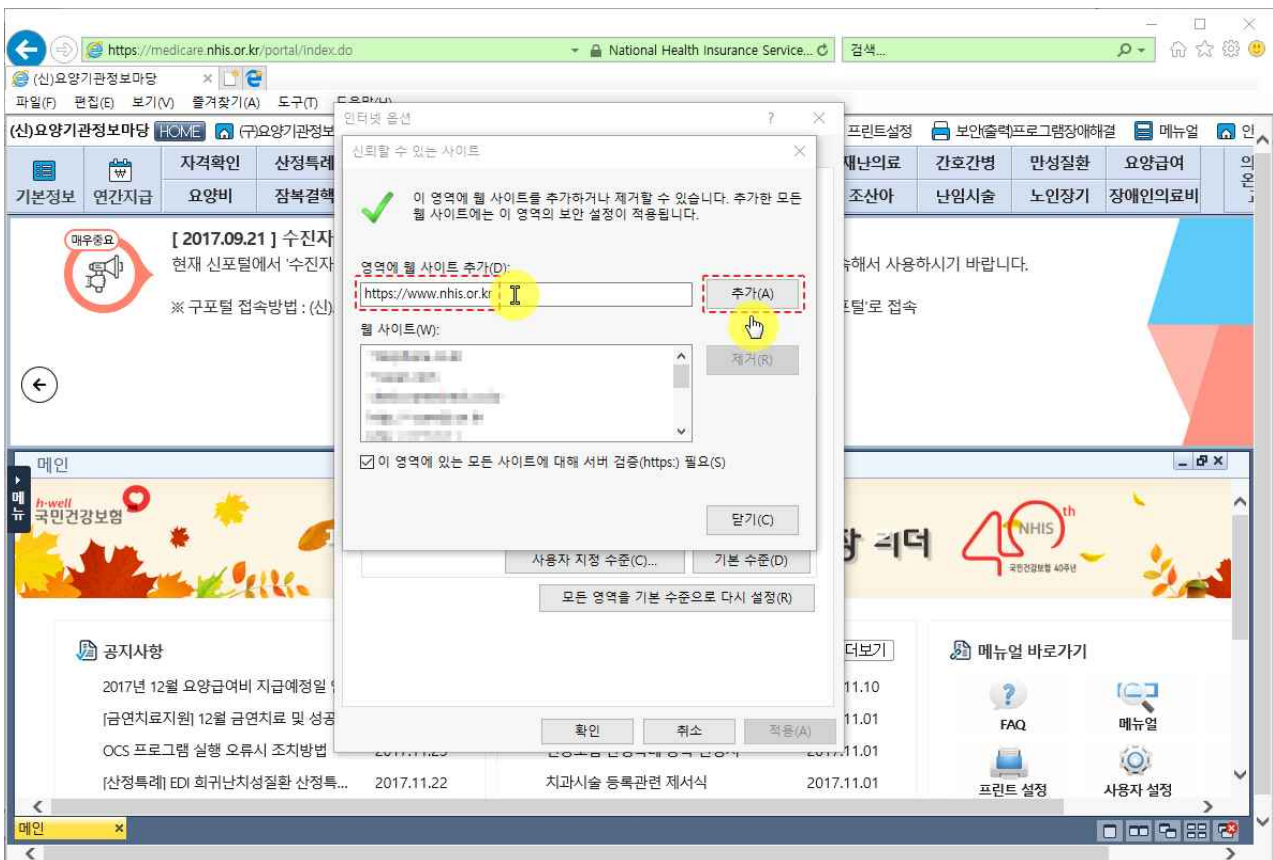 https://medicare.nhis.or.kr/portal/index.do
National Health Insurance Service...
검색...
(신)요양기관정보마당
파일(F) 편집(E) 보기(V) 즐겨찾기(A) 도구(T)
(신)요양기관정보마당 HOME (구)요양기관정보
프린트설정 보안(출력)프로그램장애해결 메뉴얼
기본정보 연간지급
자격확인 산정특례
요양비 잠복결핵
재난의료 간호간병 만성질환 요양급여
조산아 난임시술 노인장기 장애인의료비
매우중요
[ 2017.09.21 ] 수진자
현재 신포털에서 '수진자
속해서 사용하시기 바랍니다.
※ 구포털 접속방법 : (신)
포털'로 접속
인터넷 옵션
신뢰할 수 있는 사이트
이 영역에 웹 사이트를 추가하거나 제거할 수 있습니다. 추가한 모든
웹 사이트에는 이 영역의 보안 설정이 적용됩니다.
영역에 웹 사이트 추가(D):
https://www.nhis.or.kr
추가(A)
웹 사이트(W):
제거(R)
이 영역에 있는 모든 사이트에 대해 서버 검증(https:) 필요(S)
닫기(C)
사용자 지정 수준(C)... 기본 수준(D)
모든 영역을 기본 수준으로 다시 설정(R)
확인 취소 적용(A)
메인
메뉴
h-well
국민건강보험
리더
40th
NHIS
국민건강보험 40주년
공지사항
2017년 12월 요양급여비 지급예정일
[금연치료지원] 12월 금연치료 및 성공
OCS 프로그램 실행 오류시 조치방법
[산정특례] EDI 희귀난치성질환 산정특... 2017.11.22
더보기
11.10
11.01
11.01
치과시술 등록관련 제서식 2017.11.01
메뉴얼 바로가기
FAQ 메뉴얼
프린트 설정 사용자 설정
메인